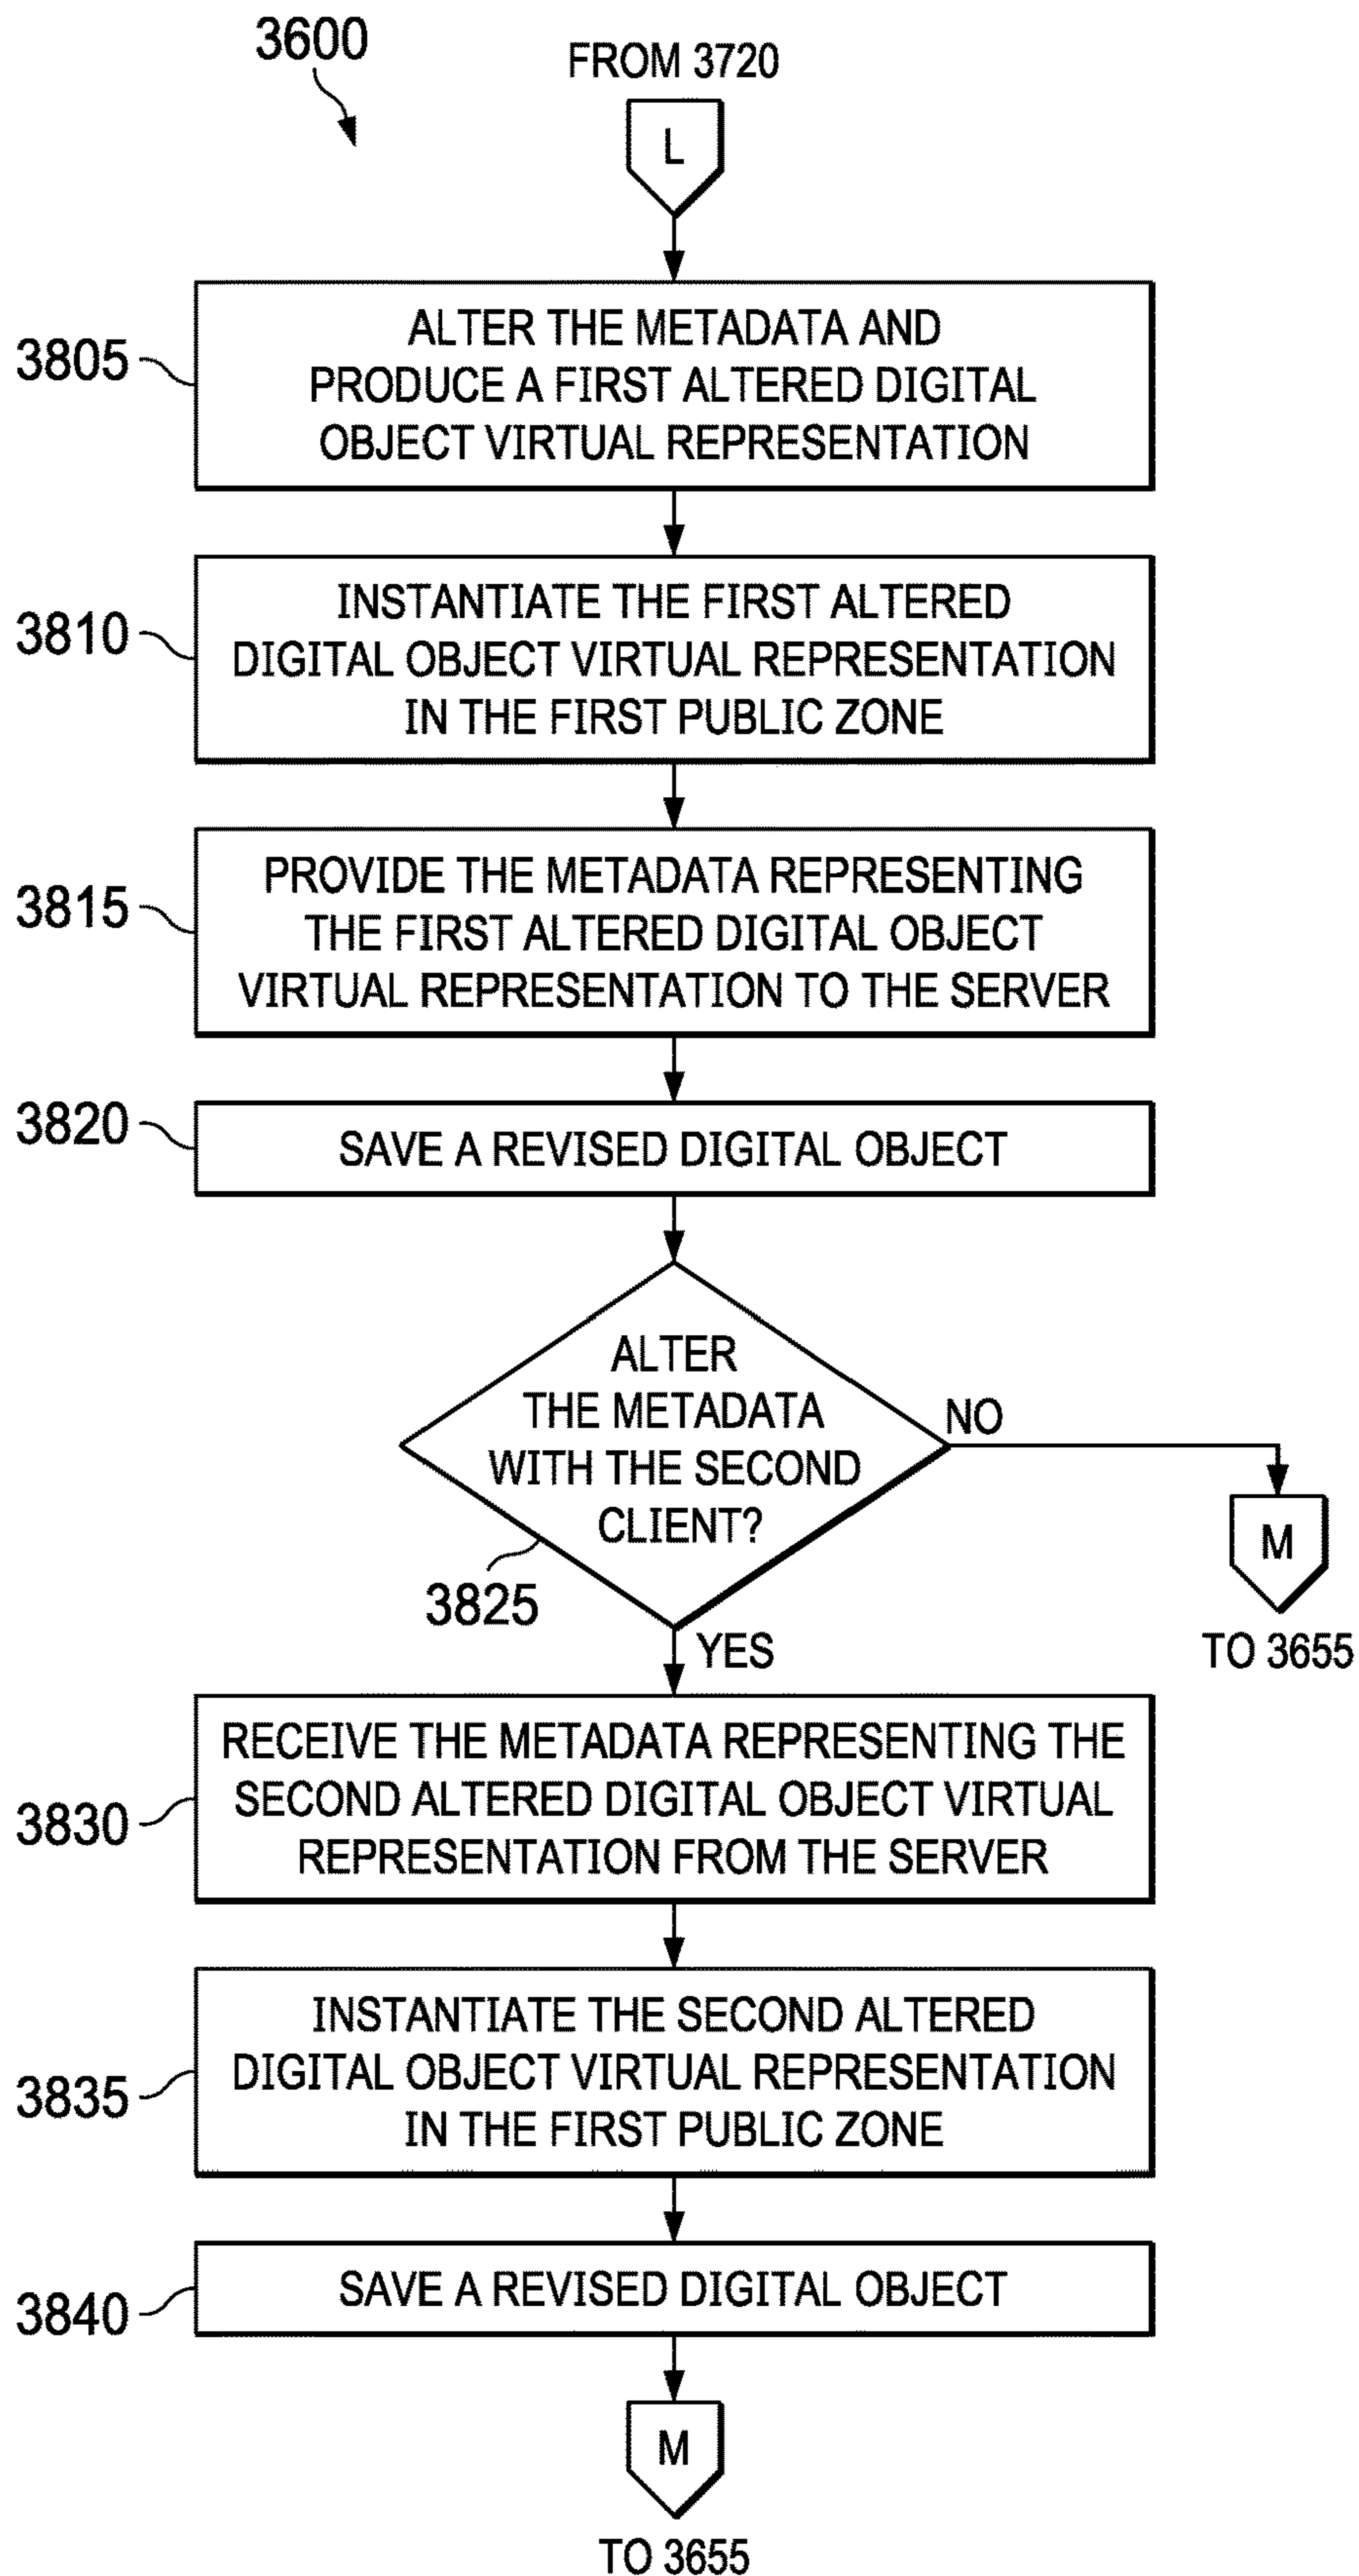 3600
FROM 3720
L
3805
ALTER THE METADATA AND
PRODUCE A FIRST ALTERED DIGITAL
OBJECT VIRTUAL REPRESENTATION
3810
INSTANTIATE THE FIRST ALTERED
DIGITAL OBJECT VIRTUAL REPRESENTATION
IN THE FIRST PUBLIC ZONE
3815
PROVIDE THE METADATA REPRESENTING
THE FIRST ALTERED DIGITAL OBJECT
VIRTUAL REPRESENTATION TO THE SERVER
3820
SAVE A REVISED DIGITAL OBJECT
ALTER
THE METADATA
WITH THE SECOND
CLIENT?
3825
NO
M
TO 3655
YES
3830
RECEIVE THE METADATA REPRESENTING THE
SECOND ALTERED DIGITAL OBJECT VIRTUAL
REPRESENTATION FROM THE SERVER
3835
INSTANTIATE THE SECOND ALTERED
DIGITAL OBJECT VIRTUAL REPRESENTATION
IN THE FIRST PUBLIC ZONE
3840
SAVE A REVISED DIGITAL OBJECT
M
TO 3655